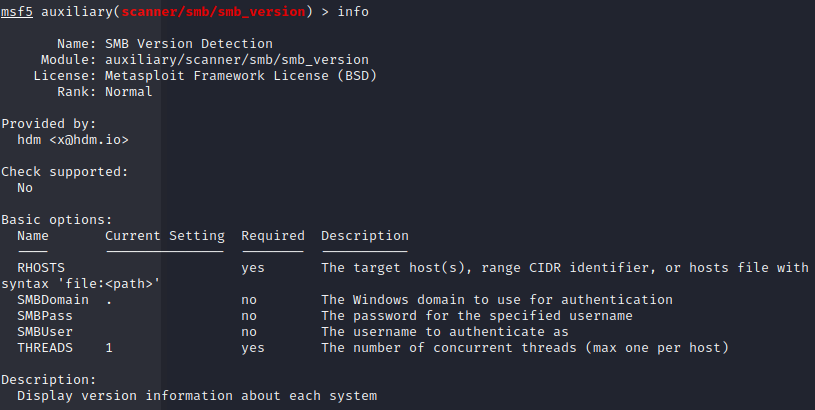 msf5 auxiliary(scanner/smb/smb_version) > info
Name: SMB Version Detection
Module: auxiliary/scanner/smb/smb_version
License: Metasploit Framework License (BSD)
Rank: Normal
Provided by:
hdm <x@hdm.io>
Check supported:
No
Basic options:
Name Current Setting Required Description
---- --------------- -------- -----------
RHOSTS yes The target host(s), range CIDR identifier, or hosts file with
syntax 'file:<path>'
SMBDomain . no The Windows domain to use for authentication
SMBPass no The password for the specified username
SMBUser no The username to authenticate as
THREADS 1 yes The number of concurrent threads (max one per host)
Description:
Display version information about each system